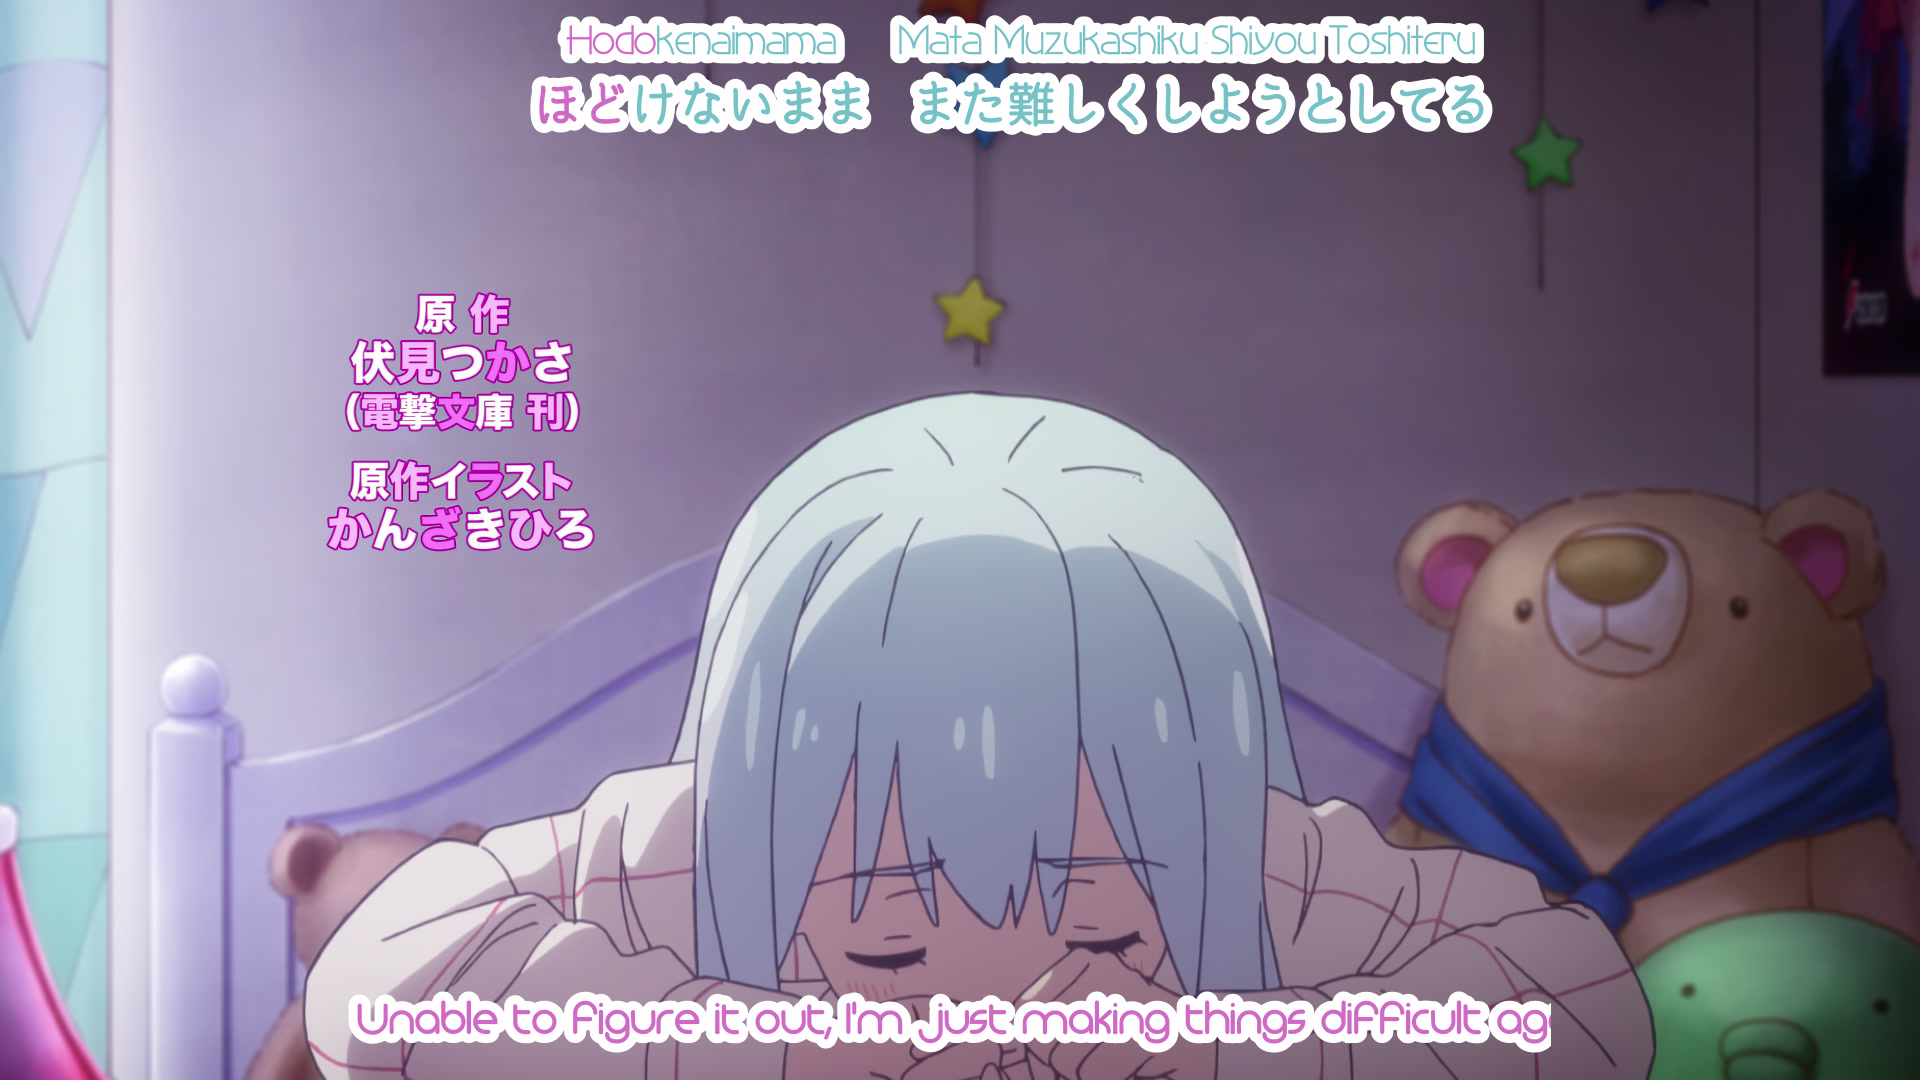 Hodokenaimama Mata Muzukashiku Shiyou Toshiteru
ほどけないまま また難しくしようとしてる
原作
伏見つかさ
(電撃文庫 刊)
原作イラスト
かんざきひろ
Unable to figure it out, I'm just making things difficult